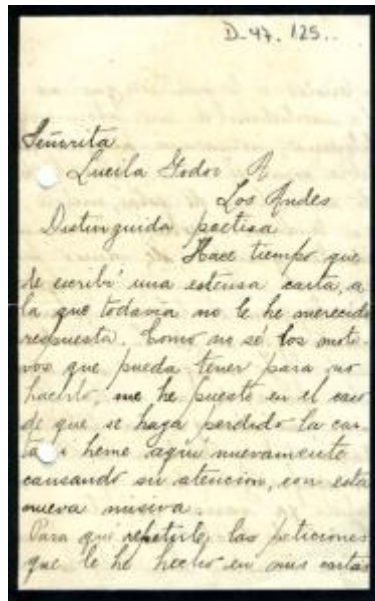 D-47. 125..
Señorita
Lucila Godoy A
Los Andes
Distinguida poetisa
Hace tiempo que
le escribí una estensa carta, a
la que todavía no le he merecido
respuesta. Como no sé los moti-
vos que pueda tener para no
hacerlo, me he puesto en el caso
de que se haya perdido la car-
ta i heme aquí nuevamente
causando su atencion, con esta
nueva misiva
Para qué repetirle las peticiones
que le he hecho en mis cartas